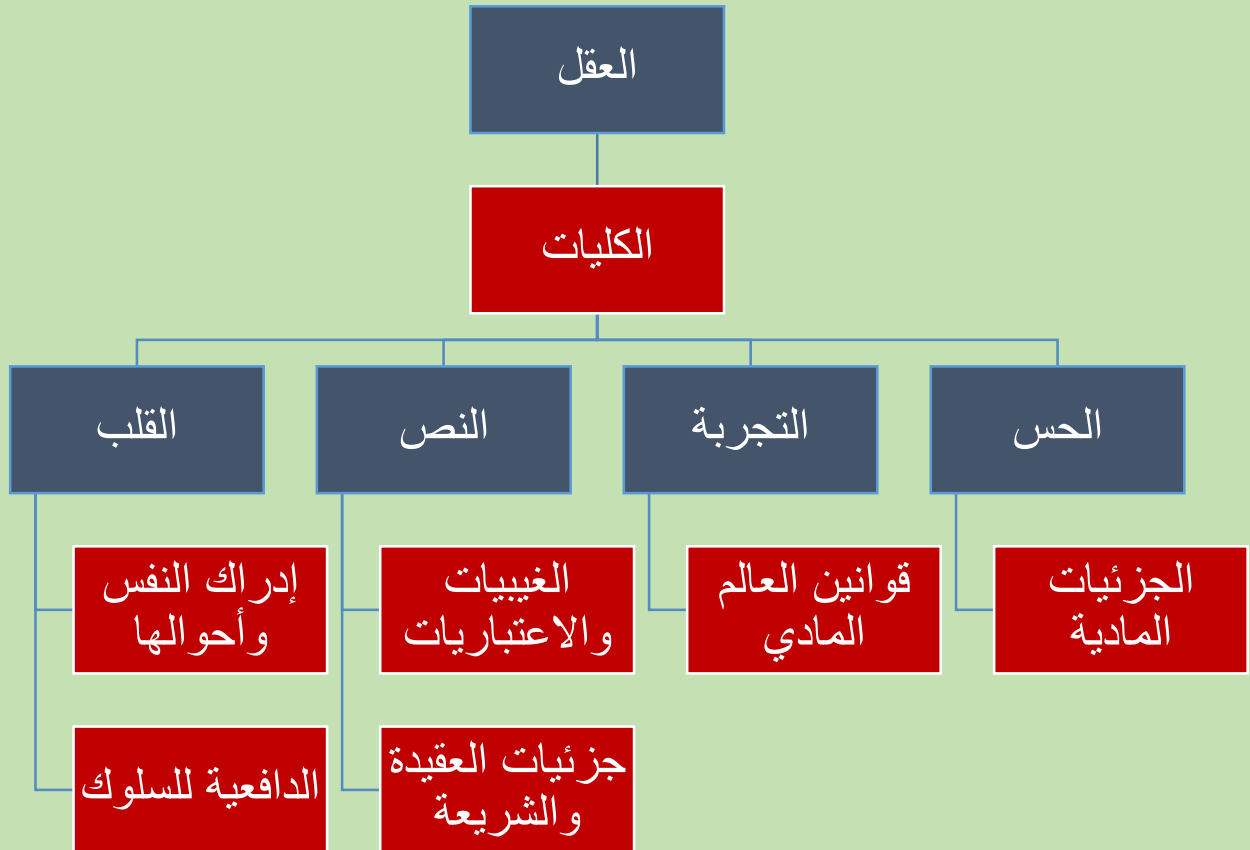 العقل
الكليات
الحس
التجربة
النص
القلب
الجزئيات
المادية
قوانين العالم
المادي
الغيبيات
والاعتباريات
إدراك النفس
وأحوالها
جزئيات العقيدة
والشريعة
الدافعية للسلوك